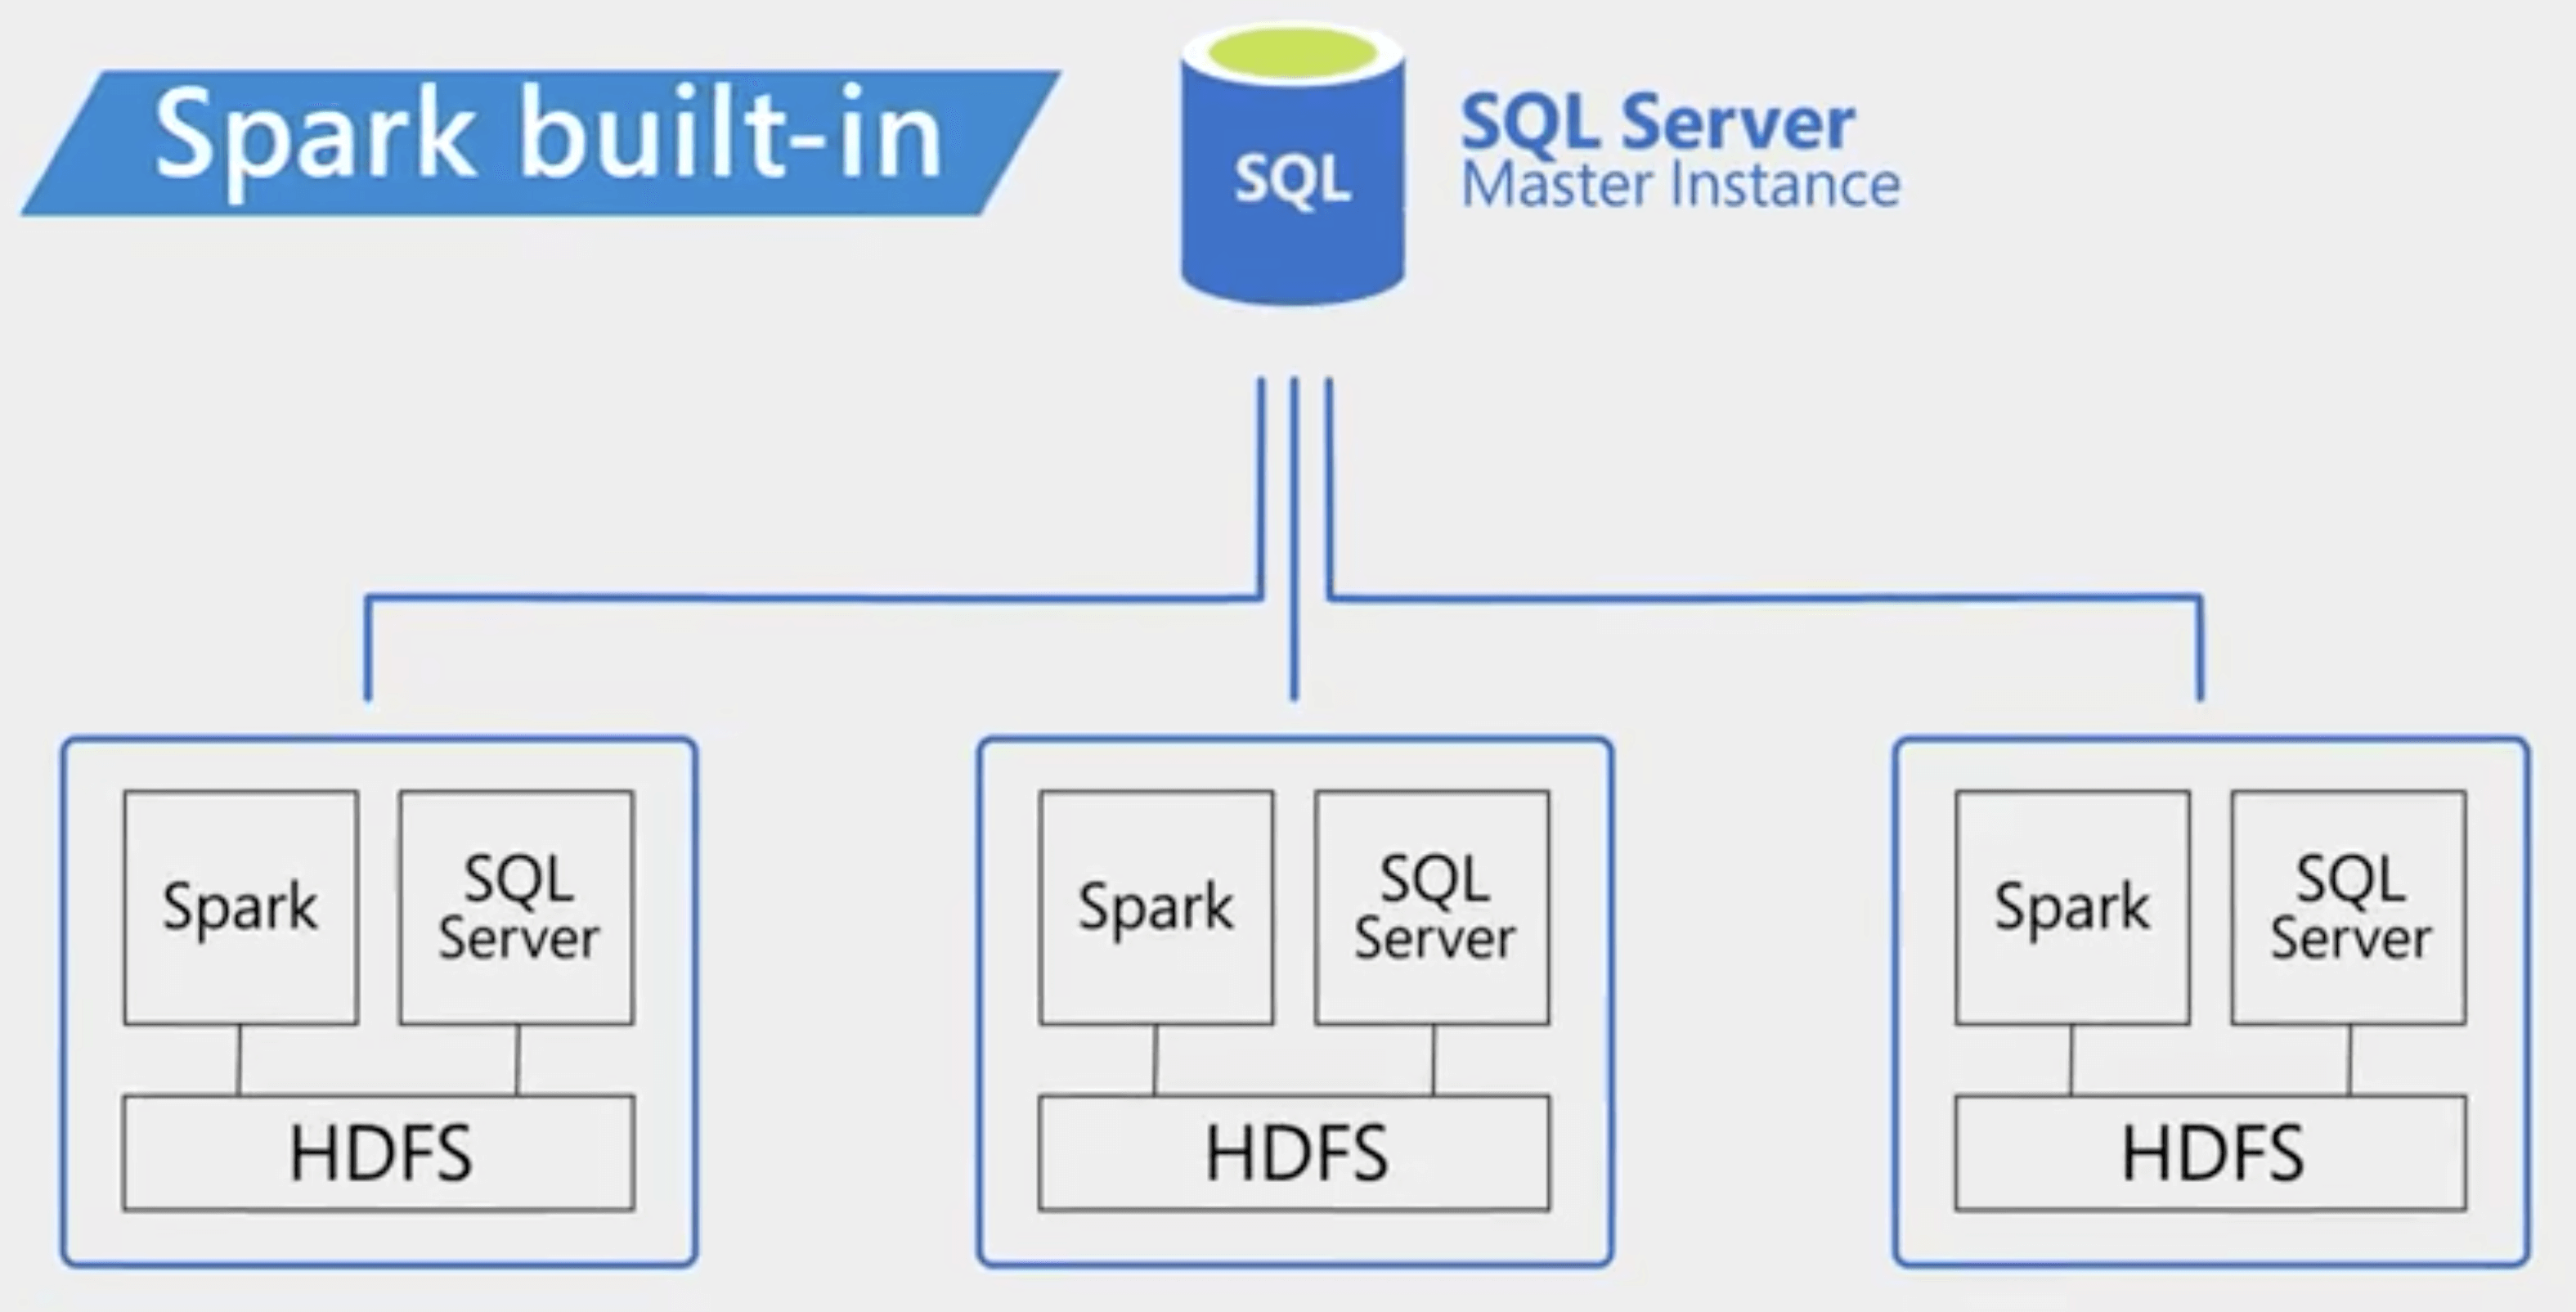 Spark built-in
SQL
SQL Server
Master Instance
Spark
SQL
Server
HDFS
Spark
SQL
Server
HDFS
Spark
SQL
Server
HDFS